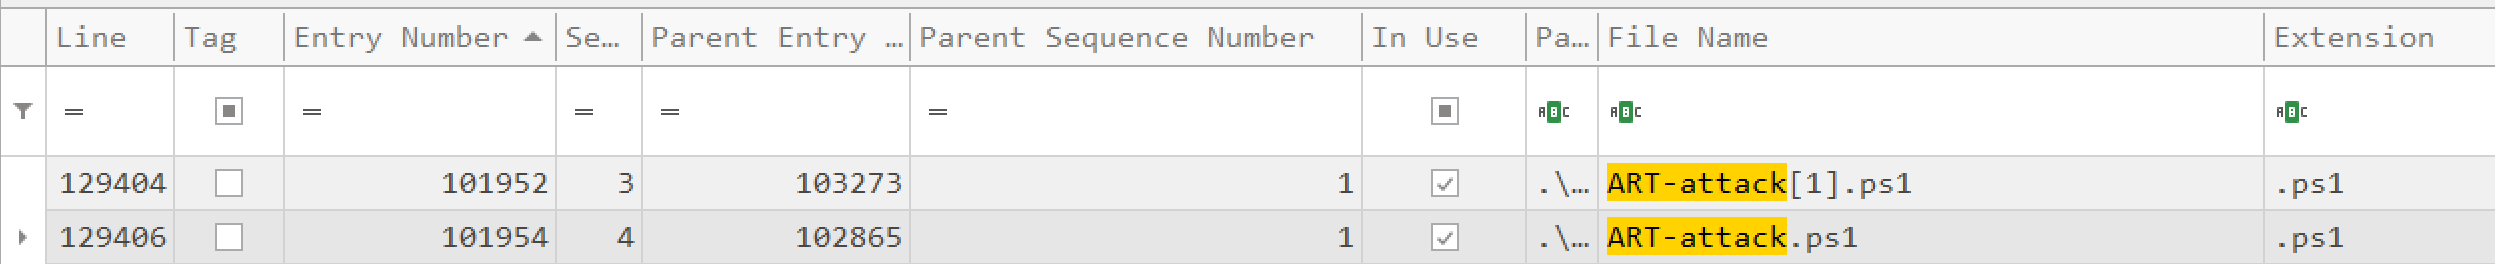 Line Tag Entry Number Se… Parent Entry … Parent Sequence Number In Use Pa… File Name Extension
= = = = = ABC ABC ABC
129404 101952 3 103273 1 .\… ART-attack[1].ps1 .ps1
129406 101954 4 102865 1 .\… ART-attack.ps1 .ps1